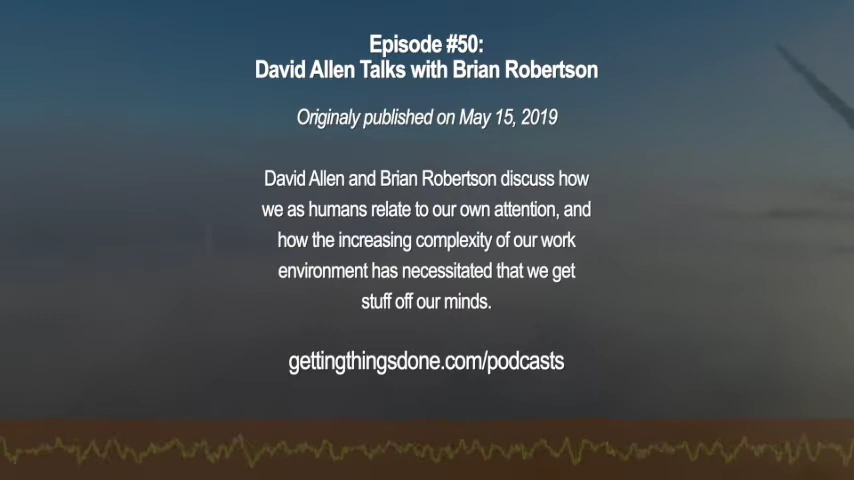 Episode #50:
David Allen Talks with Brian Robertson
Originaly published on May 15, 2019
David Allen and Brian Robertson discuss how
we as humans relate to our own attention, and
how the increasing complexity of our work
environment has necessitated that we get
stuff off our minds.
gettingthingsdone.com/podcasts